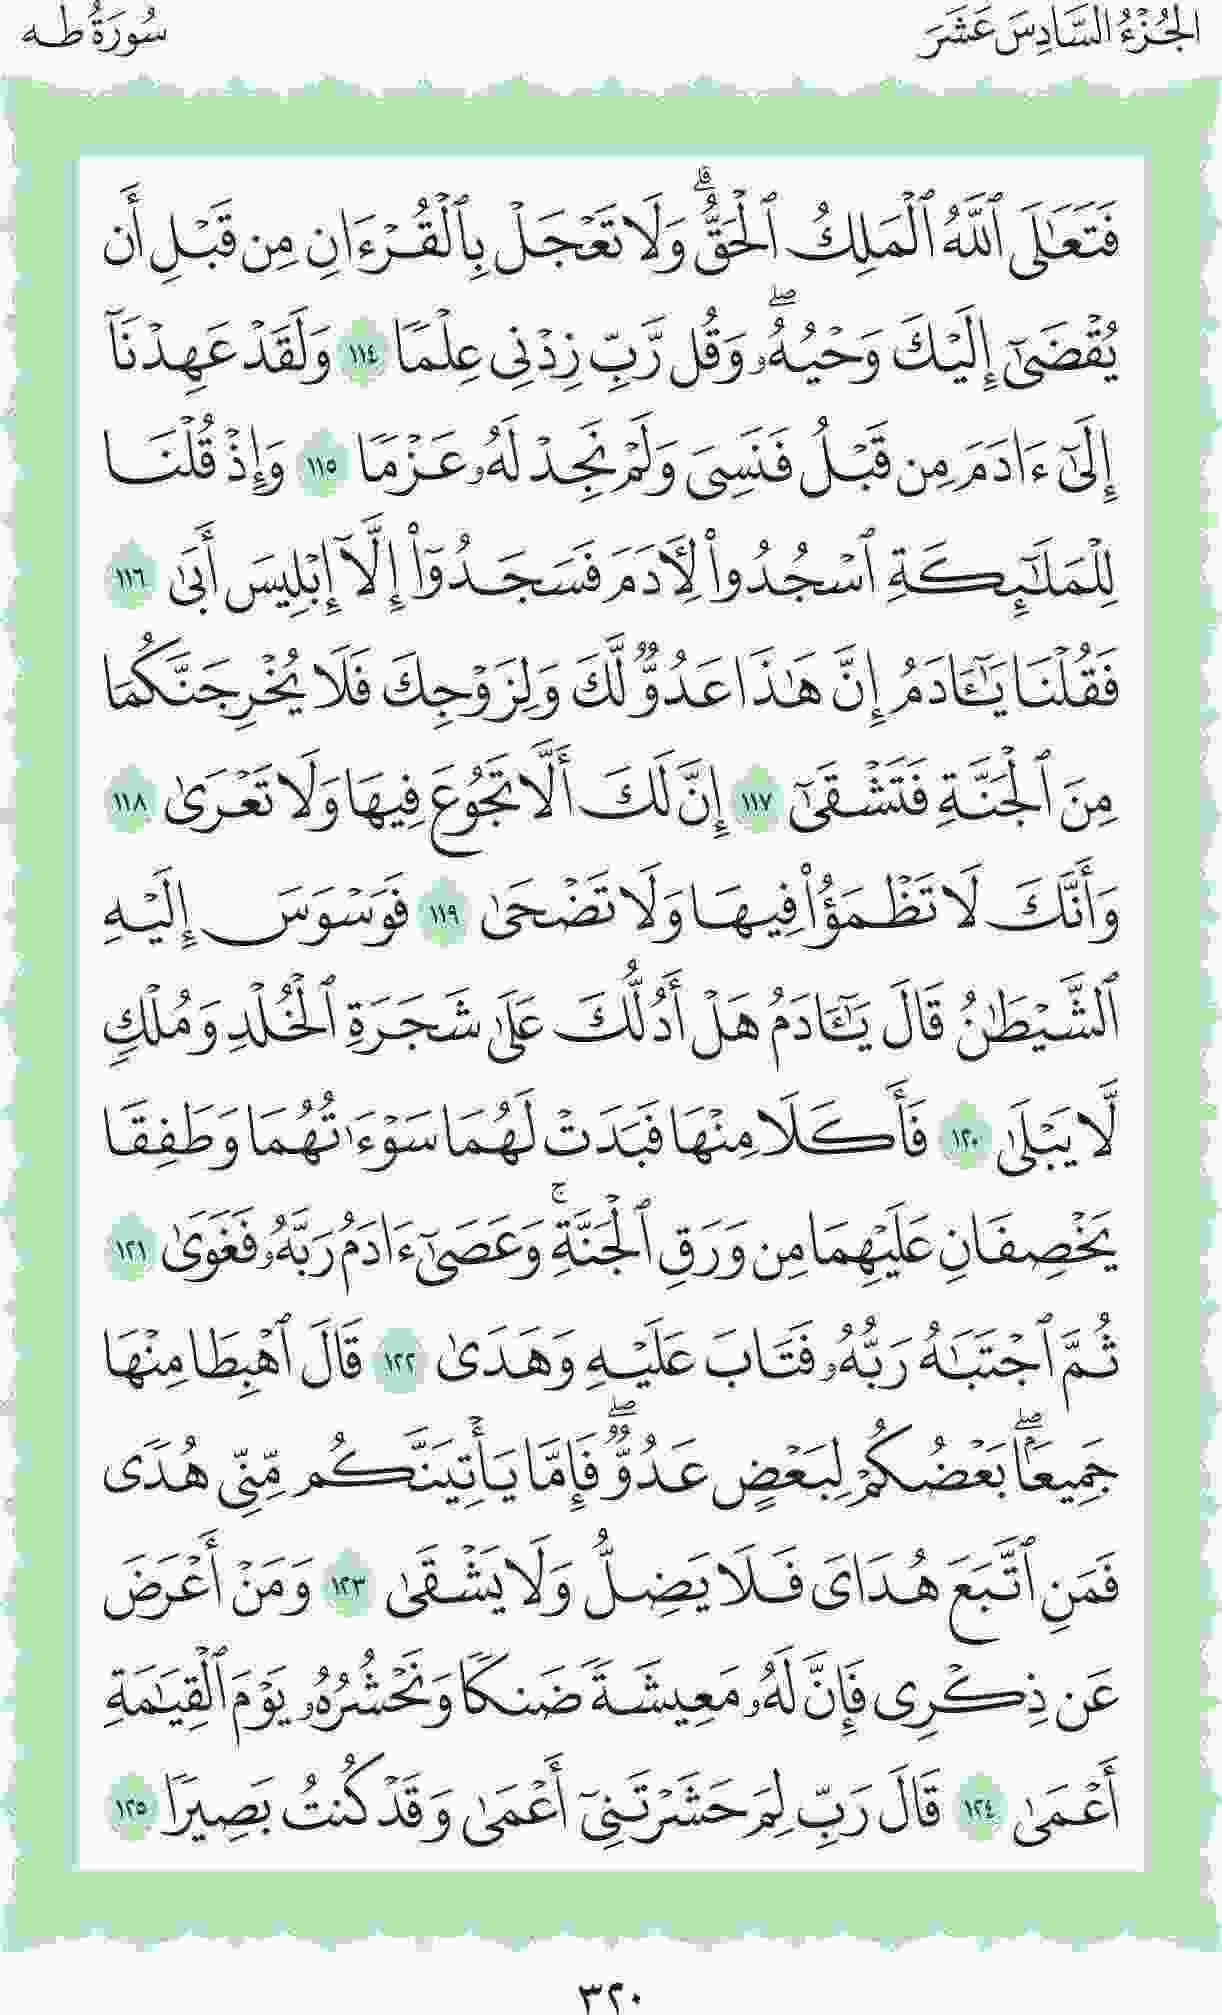 الجُزْءُ السَّادِسَ عَشَرَ
سُورَةُ طه
فَتَعَٰلَى ٱللَّهُ ٱلْمَلِكُ ٱلْحَقُّۗ وَلَا تَعْجَلْ بِٱلْقُرْءَانِ مِن قَبْلِ أَن
يُقْضَىٰٓ إِلَيْكَ وَحْيُهُۥۖ وَقُل رَّبِّ زِدْنِى عِلْمًا ١١٤ وَلَقَدْ عَهِدْنَآ
إِلَىٰٓ ءَادَمَ مِن قَبْلُ فَنَسِىَ وَلَمْ نَجِدْ لَهُۥ عَزْمًا ١١٥ وَإِذْ قُلْنَا
لِلْمَلَٰٓئِكَةِ ٱسْجُدُوا۟ لِءَادَمَ فَسَجَدُوٓا۟ إِلَّآ إِبْلِيسَ أَبَىٰ ١١٦
فَقُلْنَا يَٰٓـَٔادَمُ إِنَّ هَٰذَا عَدُوٌّ لَّكَ وَلِزَوْجِكَ فَلَا يُخْرِجَنَّكُمَا
مِنَ ٱلْجَنَّةِ فَتَشْقَىٰٓ ١١٧ إِنَّ لَكَ أَلَّا تَجُوعَ فِيهَا وَلَا تَعْرَىٰ ١١٨
وَأَنَّكَ لَا تَظْمَؤُا۟ فِيهَا وَلَا تَضْحَىٰ ١١٩ فَوَسْوَسَ إِلَيْهِ
ٱلشَّيْطَٰنُ قَالَ يَٰٓـَٔادَمُ هَلْ أَدُلُّكَ عَلَىٰ شَجَرَةِ ٱلْخُلْدِ وَمُلْكٍ
لَّا يَبْلَىٰ ١٢٠ فَأَكَلَا مِنْهَا فَبَدَتْ لَهُمَا سَوْءَٰتُهُمَا وَطَفِقَا
يَخْصِفَانِ عَلَيْهِمَا مِن وَرَقِ ٱلْجَنَّةِۚ وَعَصَىٰٓ ءَادَمُ رَبَّهُۥ فَغَوَىٰ ١٢١
ثُمَّ ٱجْتَبَٰهُ رَبُّهُۥ فَتَابَ عَلَيْهِ وَهَدَىٰ ١٢٢ قَالَ ٱهْبِطَا مِنْهَا
جَمِيعًۢاۖ بَعْضُكُمْ لِبَعْضٍ عَدُوٌّۖ فَإِمَّا يَأْتِيَنَّكُم مِّنِّى هُدًى
فَمَنِ ٱتَّبَعَ هُدَاىَ فَلَا يَضِلُّ وَلَا يَشْقَىٰ ١٢٣ وَمَنْ أَعْرَضَ
عَن ذِكْرِى فَإِنَّ لَهُۥ مَعِيشَةً ضَنكًا وَنَحْشُرُهُۥ يَوْمَ ٱلْقِيَٰمَةِ
أَعْمَىٰ ١٢٤ قَالَ رَبِّ لِمَ حَشَرْتَنِىٓ أَعْمَىٰ وَقَدْ كُنتُ بَصِيرًا ١٢٥
٣٢٠